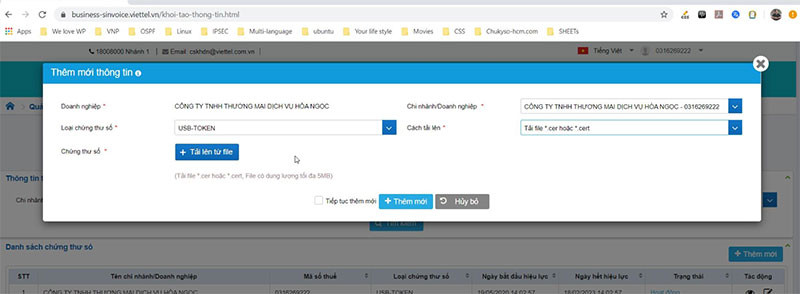 business-sinvoice.viettel.vn/khoi-tao-thong-tin.html
Apps We love WP VNP OSPF Linux IPSEC Multi-language ubuntu Your life style Movies CSS Chukyso-hcm.com SHEETs
18008000 Nhánh 1 | Email: cskhdn@viettel.com.vn Tiếng Việt 0316269222
Thêm mới thông tin
Doanh nghiệp * CÔNG TY TNHH THƯƠNG MẠI DỊCH VỤ HÒA NGỌC Chi nhánh/Doanh nghiệp * CÔNG TY TNHH THƯƠNG MẠI DỊCH VỤ HÒA NGỌC - 0316269222
Loại chứng thư số * USB-TOKEN Cách tải lên * Tải file *.cer hoặc *.cert
Chứng thư số * + Tải lên từ file
(Tải file *.cer hoặc *.cert, File có dung lượng tối đa 5MB)
Tiếp tục thêm mới + Thêm mới Hủy bỏ
Thông tin
Chi nhánh
Tìm kiếm
Danh sách chứng thư số + Thêm mới
STT Tên chi nhánh/Doanh nghiệp Mã số thuế Loại chứng thư số Ngày bắt đầu hiệu lực Ngày hết hiệu lực Trạng thái Tác động
1 CÔNG TY TNHH THƯƠNG MẠI DỊCH VỤ HÒA NGỌC 0316269222 USB-TOKEN 19/05/2020 14:02:57 18/02/2023 14:02:57 Hoạt động